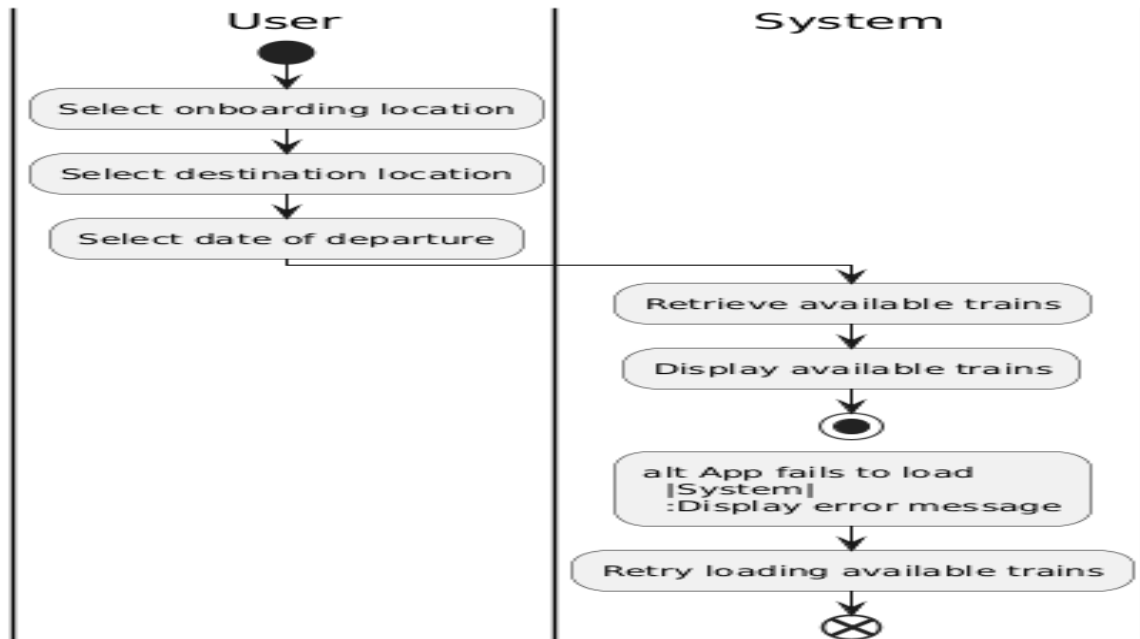 User
System
Select onboarding location
Select destination location
Select date of departure
Retrieve available trains
Display available trains
alt App fails to load
|System|
:Display error message
Retry loading available trains